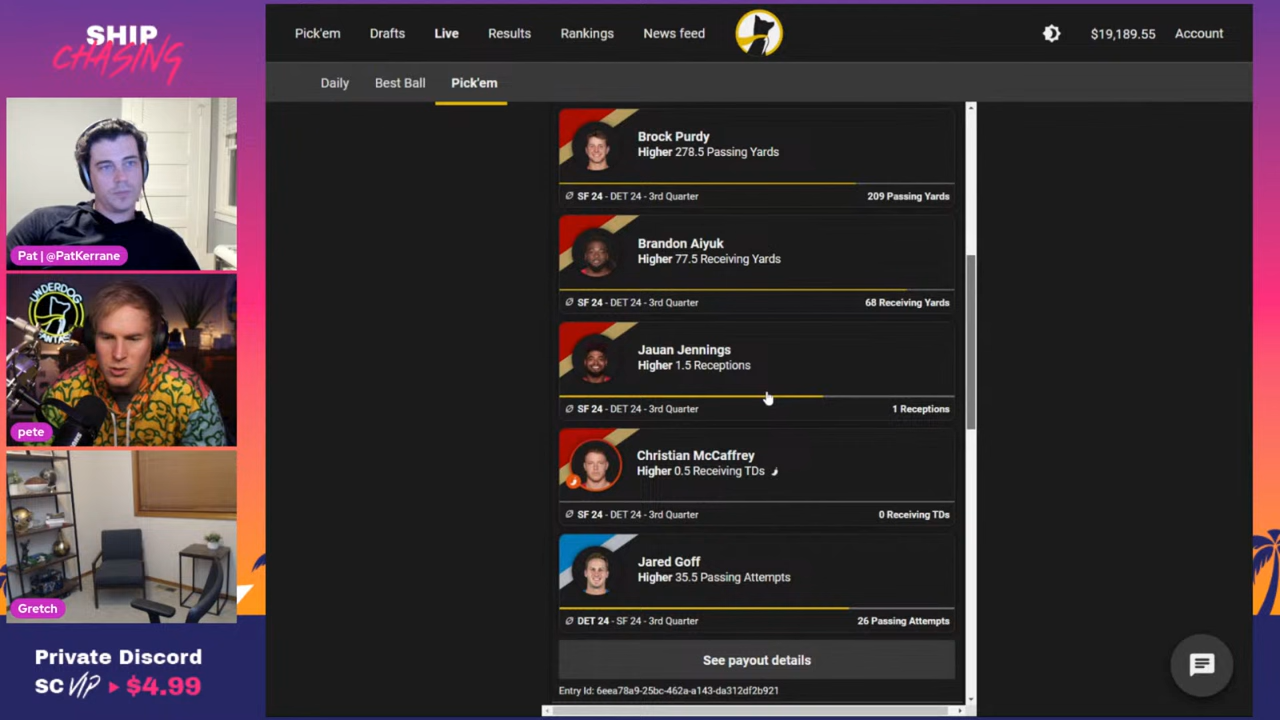 SHIP
CHASING
Pat | @PatKerrane
UNDERDOG
pete
Gretch
Private Discord
SC VIP ▸ $4.99
Pick'em
Drafts
Live
Results
Rankings
News feed
$19,189.55
Account
Daily
Best Ball
Pick'em
Brock Purdy
Higher 278.5 Passing Yards
SF 24 - DET 24 - 3rd Quarter
209 Passing Yards
Brandon Aiyuk
Higher 77.5 Receiving Yards
SF 24 - DET 24 - 3rd Quarter
68 Receiving Yards
Jauan Jennings
Higher 1.5 Receptions
SF 24 - DET 24 - 3rd Quarter
1 Receptions
Christian McCaffrey
Higher 0.5 Receiving TDs
SF 24 - DET 24 - 3rd Quarter
0 Receiving TDs
Jared Goff
Higher 35.5 Passing Attempts
DET 24 - SF 24 - 3rd Quarter
26 Passing Attempts
See payout details
Entry Id: 6eea78a9-25bc-462a-a143-da312df2b921